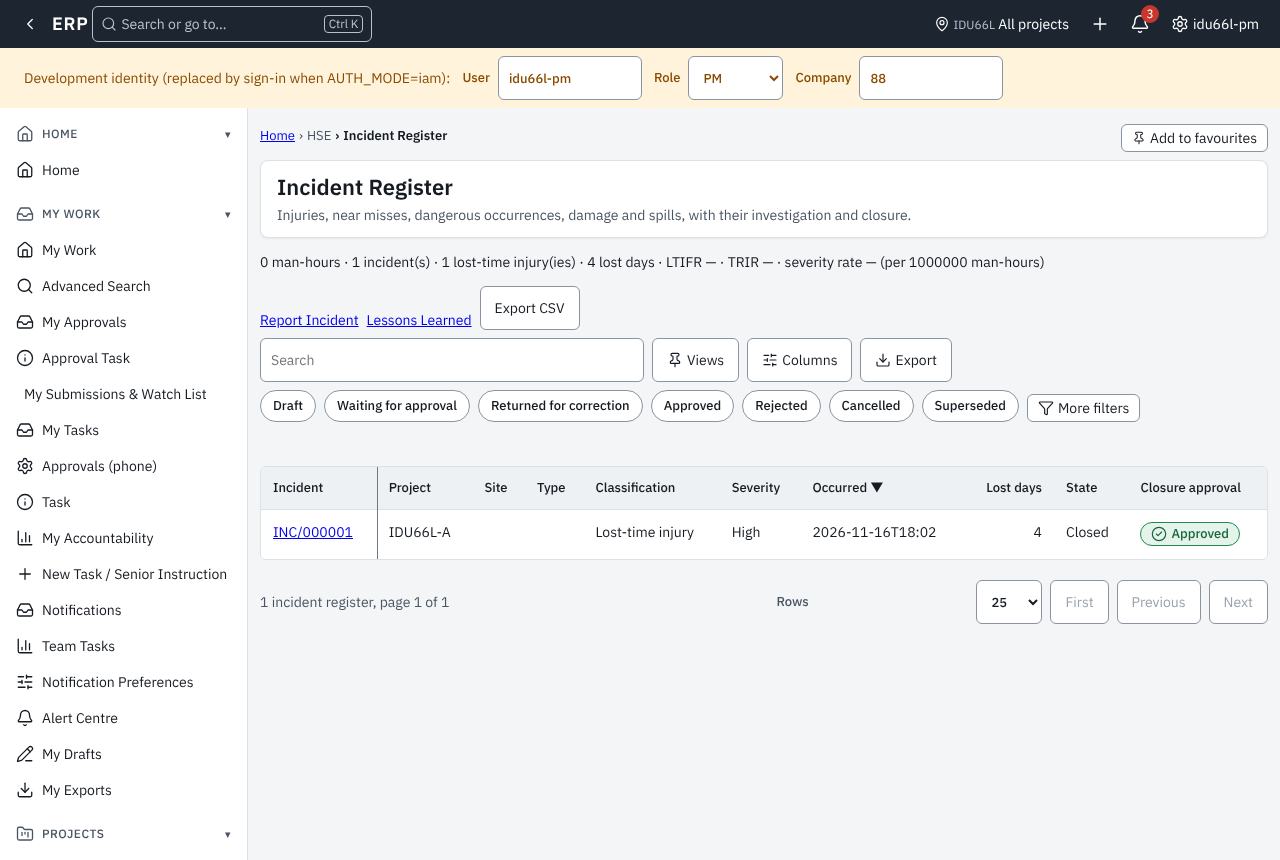 ERP
Search or go to...
Ctrl K
IDU66L All projects
3
idu66l-pm
Development identity (replaced by sign-in when AUTH_MODE=iam): User idu66l-pm Role PM Company 88
HOME
Home
MY WORK
My Work
Advanced Search
My Approvals
Approval Task
My Submissions & Watch List
My Tasks
Approvals (phone)
Task
My Accountability
New Task / Senior Instruction
Notifications
Team Tasks
Notification Preferences
Alert Centre
My Drafts
My Exports
PROJECTS
Home › HSE › Incident Register
Add to favourites
Incident Register
Injuries, near misses, dangerous occurrences, damage and spills, with their investigation and closure.
0 man-hours · 1 incident(s) · 1 lost-time injury(ies) · 4 lost days · LTIFR — · TRIR — · severity rate — (per 1000000 man-hours)
Report Incident Lessons Learned Export CSV
Search Views Columns Export
Draft Waiting for approval Returned for correction Approved Rejected Cancelled Superseded More filters
Incident Project Site Type Classification Severity Occurred ▼ Lost days State Closure approval
INC/000001 IDU66L-A Lost-time injury High 2026-11-16T18:02 4 Closed Approved
1 incident register, page 1 of 1 Rows 25 First Previous Next